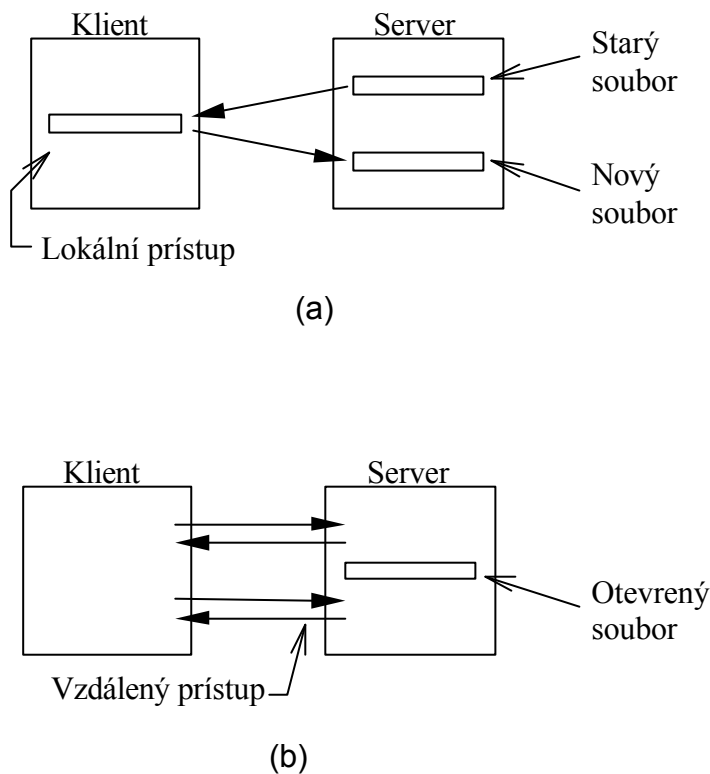 Klient
Server
Starý
soubor
Nový
soubor
Lokální prístup
(a)
Klient
Server
Otevrený
soubor
Vzdálený prístup
(b)